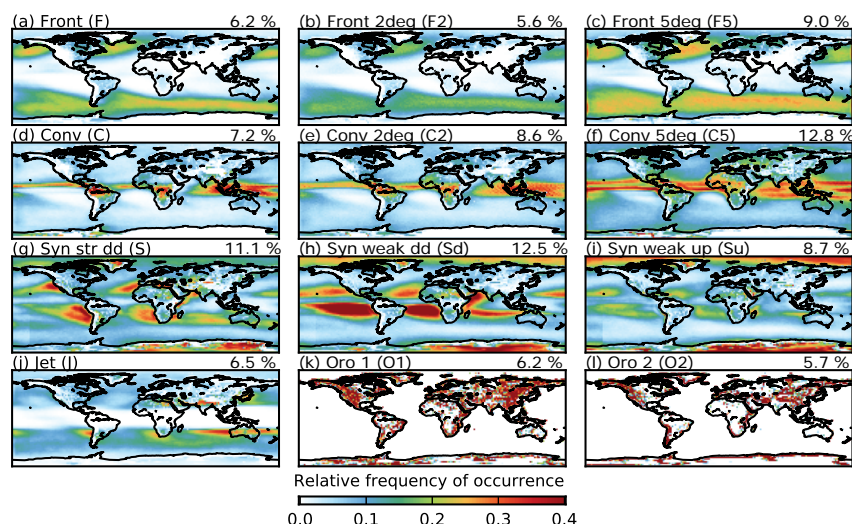 (a) Front (F) 6.2 %
(b) Front 2deg (F2) 5.6 %
(c) Front 5deg (F5) 9.0 %
(d) Conv (C) 7.2 %
(e) Conv 2deg (C2) 8.6 %
(f) Conv 5deg (C5) 12.8 %
(g) Syn str dd (S) 11.1 %
(h) Syn weak dd (Sd) 12.5 %
(i) Syn weak up (Su) 8.7 %
(j) Jet (J) 6.5 %
(k) Oro 1 (O1) 6.2 %
(l) Oro 2 (O2) 5.7 %
Relative frequency of occurrence
0.0 0.1 0.2 0.3 0.4